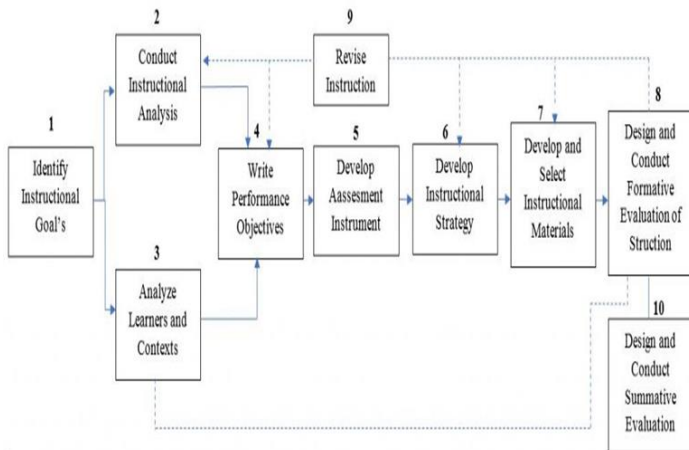 1
Identify
Instructional
Goal's
2
Conduct
Instructional
Analysis
3
Analyze
Learners and
Contexts
4
Write
Performance
Objectives
5
Develop
Aassesment
Instrument
6
Develop
Instructional
Strategy
7
Develop and
Select
Instructional
Materials
8
Design and
Conduct
Formative
Evaluation of
Struction
9
Revise
Instruction
10
Design and
Conduct
Summative
Evaluation